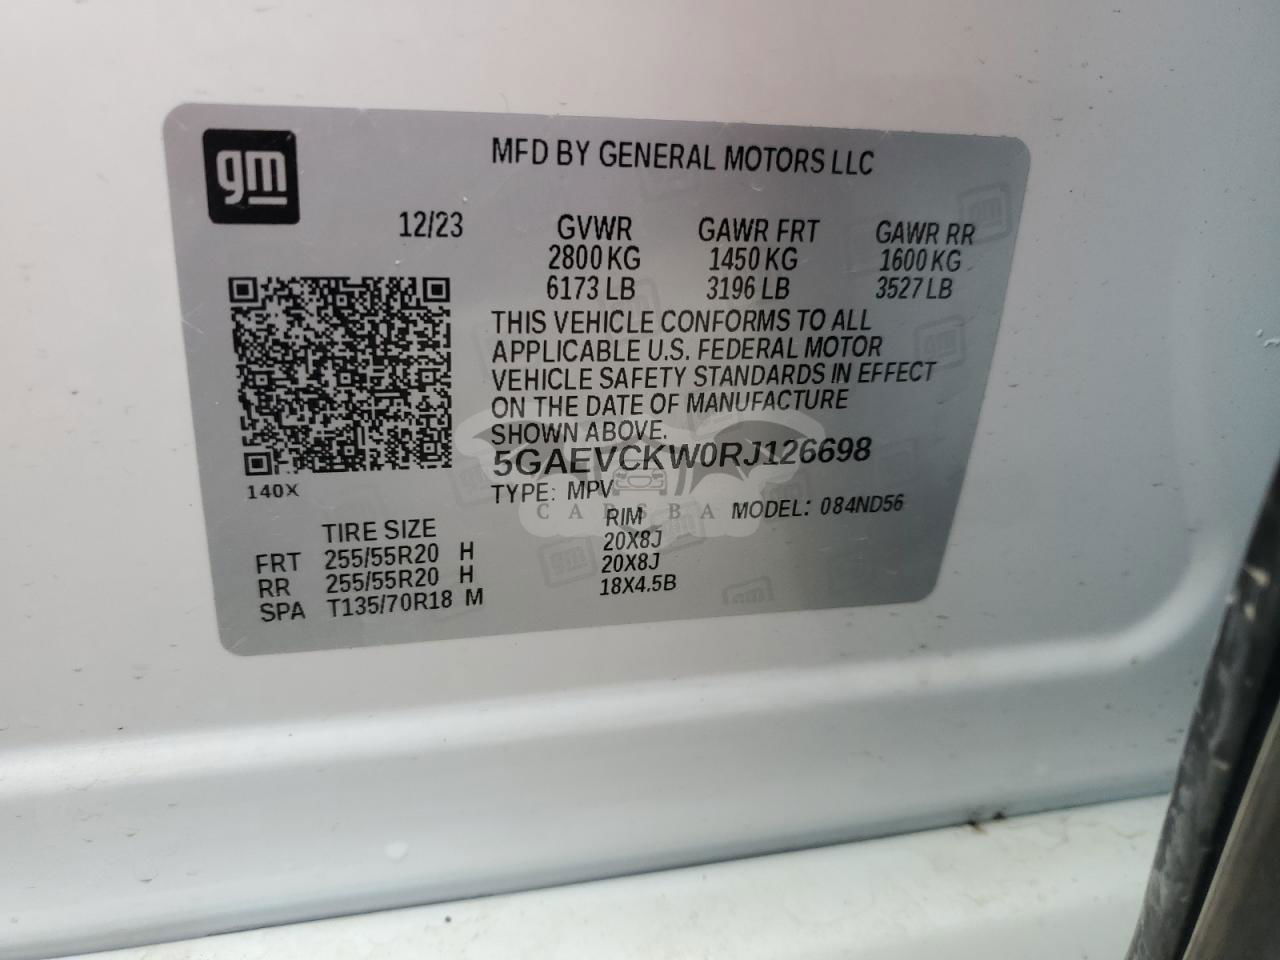 gm
MFD BY GENERAL MOTORS LLC
12/23 GVWR GAWR FRT GAWR RR
2800 KG 1450 KG 1600 KG
6173 LB 3196 LB 3527 LB
THIS VEHICLE CONFORMS TO ALL
APPLICABLE U.S. FEDERAL MOTOR
VEHICLE SAFETY STANDARDS IN EFFECT
ON THE DATE OF MANUFACTURE
SHOWN ABOVE.
5GAEVCKW0RJ126698
140X
TYPE: MPV MODEL: 084ND56
CARSBA
TIRE SIZE RIM
FRT 255/55R20 H 20X8J
RR 255/55R20 H 20X8J
SPA T135/70R18 M 18X4.5B